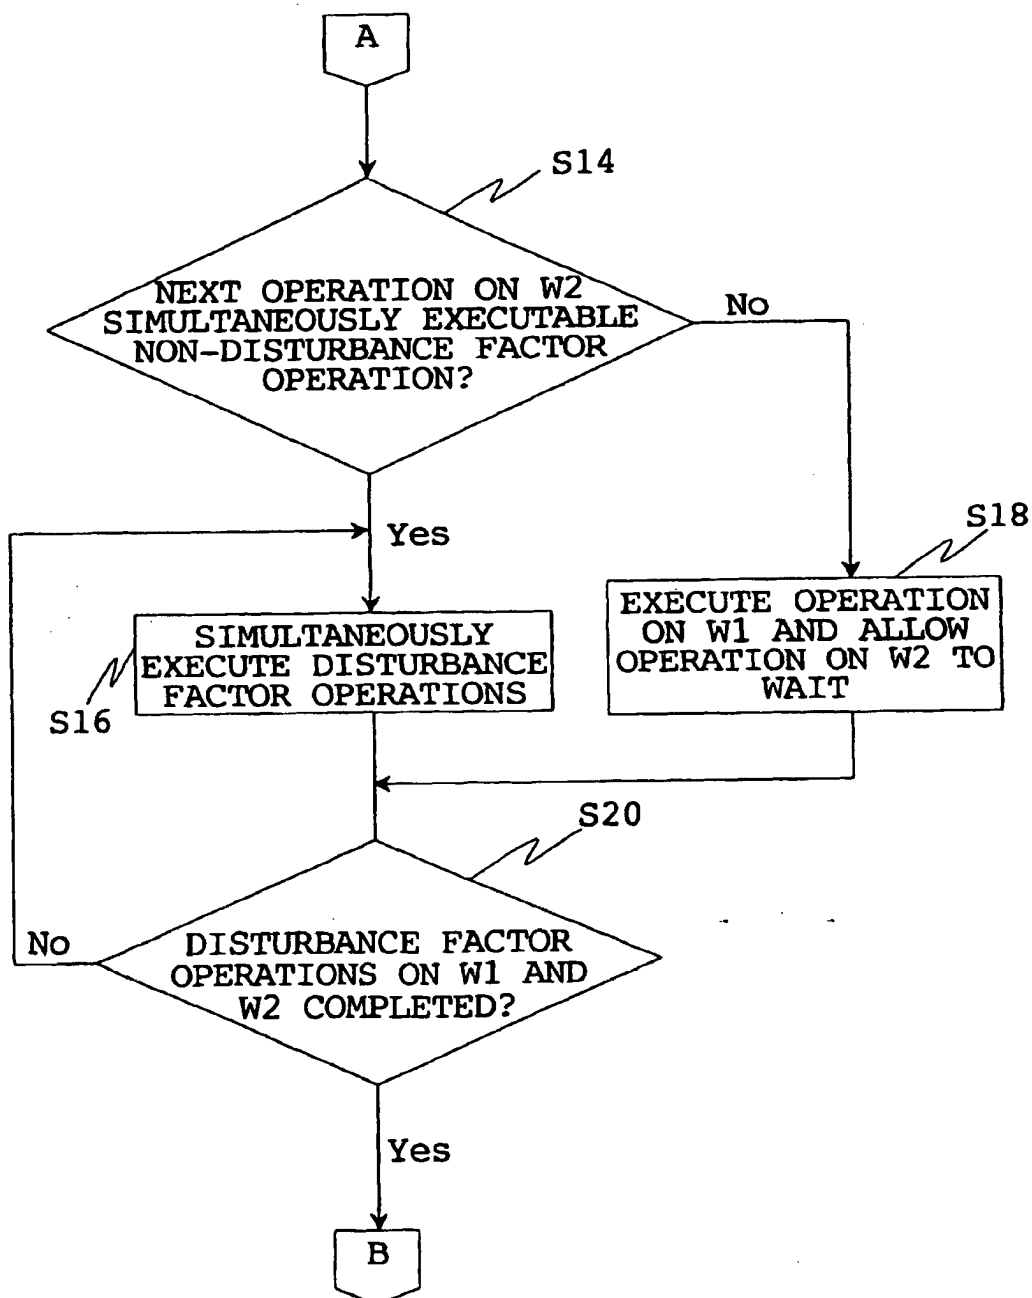 A
S14
NEXT OPERATION ON W2
SIMULTANEOUSLY EXECUTABLE
NON-DISTURBANCE FACTOR
OPERATION?
No
Yes
S18
EXECUTE OPERATION
ON W1 AND ALLOW
OPERATION ON W2 TO
WAIT
SIMULTANEOUSLY
EXECUTE DISTURBANCE
FACTOR OPERATIONS
S16
S20
No
DISTURBANCE FACTOR
OPERATIONS ON W1 AND
W2 COMPLETED?
Yes
B